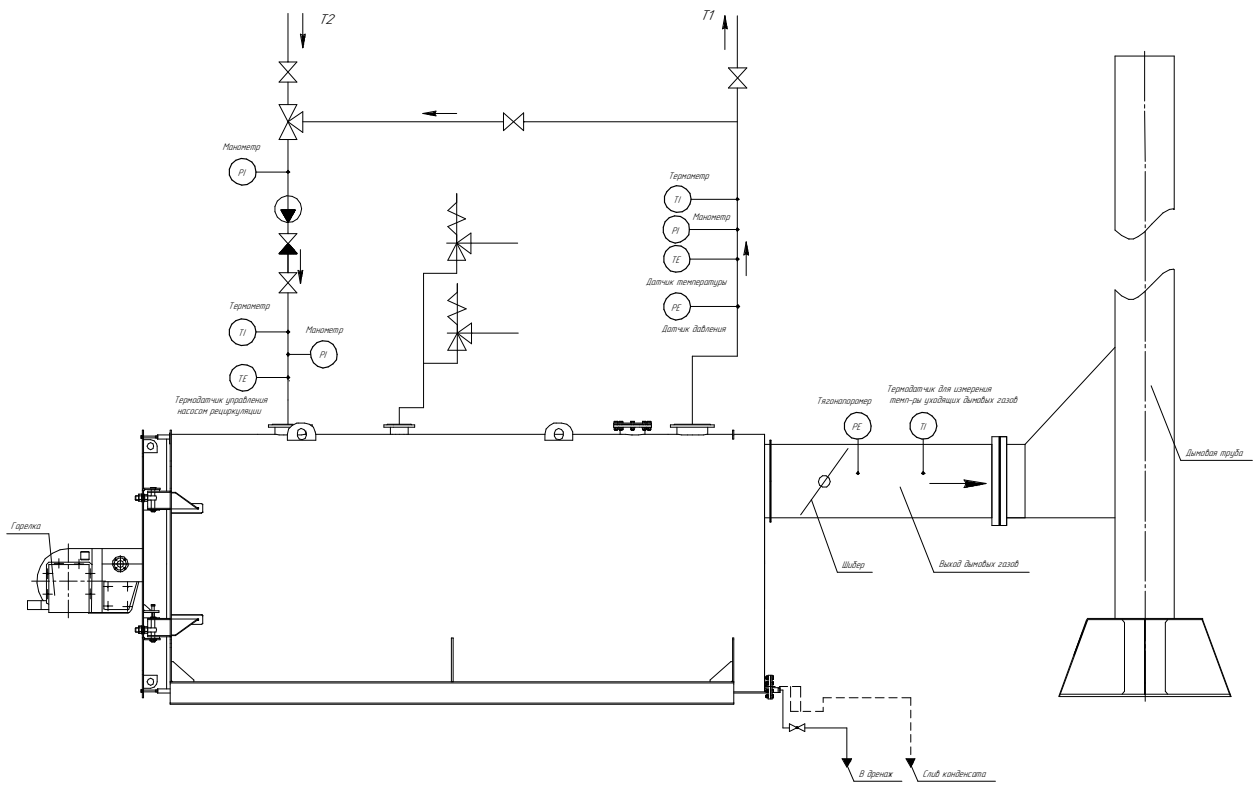 T2
T1
Манометр
PI
Термометр
TI
Манометр
PI
TE
Датчик температуры
PE
Датчик давления
Термометр
TI
Манометр
PI
TE
Термодатчик управления
насосом рециркуляции
Тягонапоромер
PE
Термодатчик для измерения
темп-ры уходящих дымовых газов
TI
Дымовая труба
Горелка
Шибер
Выход дымовых газов
В дренаж
Слив конденсата